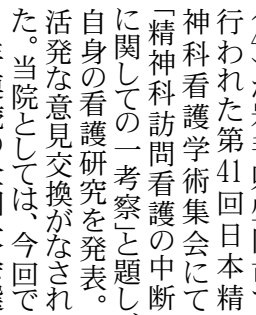 行われた第41回日本精
神科看護学術集会にて
「精神科訪問看護の中断
に関しての一考察」と題し、
自身の看護研究を発表。
活発な意見交換がなされ
た。当院としては、今回で